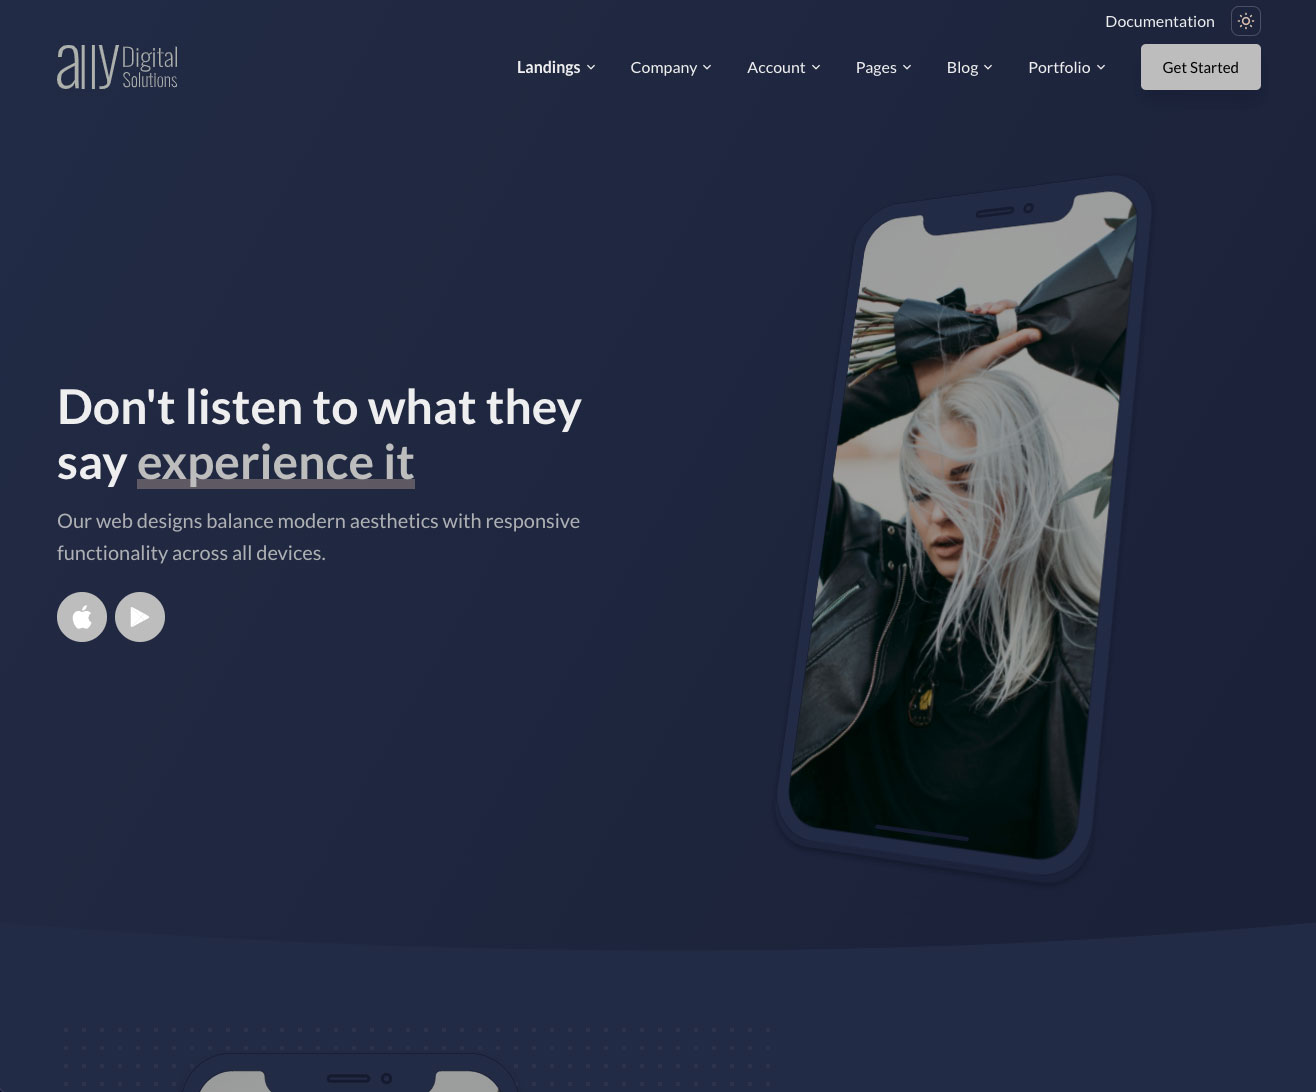 Documentation
ally Digital
Solutions
Landings Company Account Pages Blog Portfolio Get Started
Don't listen to what they
say experience it
Our web designs balance modern aesthetics with responsive
functionality across all devices.